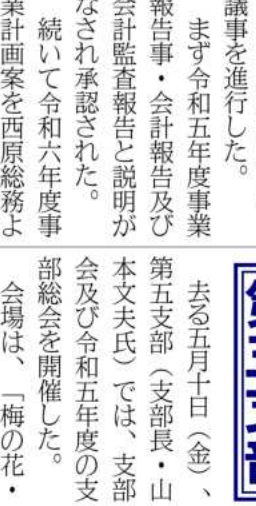 議事を進行した。
まず令和五年度事業
報告事・会計報告及び
会計監査報告と説明が
なされ承認された。
続いて令和六年度事
業計画案を西原総務よ
第五支部
去る五月十日（金）、
第五支部（支部長・山
本文夫氏）では、支部
会及び令和五年度の支
部総会を開催した。
会場は、「梅の花・